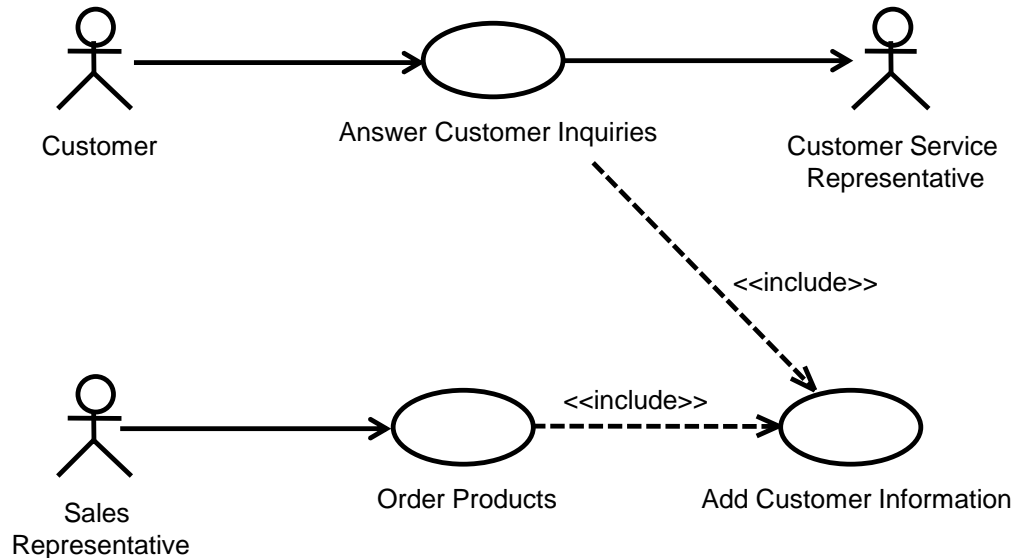 Customer
Answer Customer Inquiries
Customer Service
Representative
<<include>>
<<include>>
Sales
Representative
Order Products
Add Customer Information